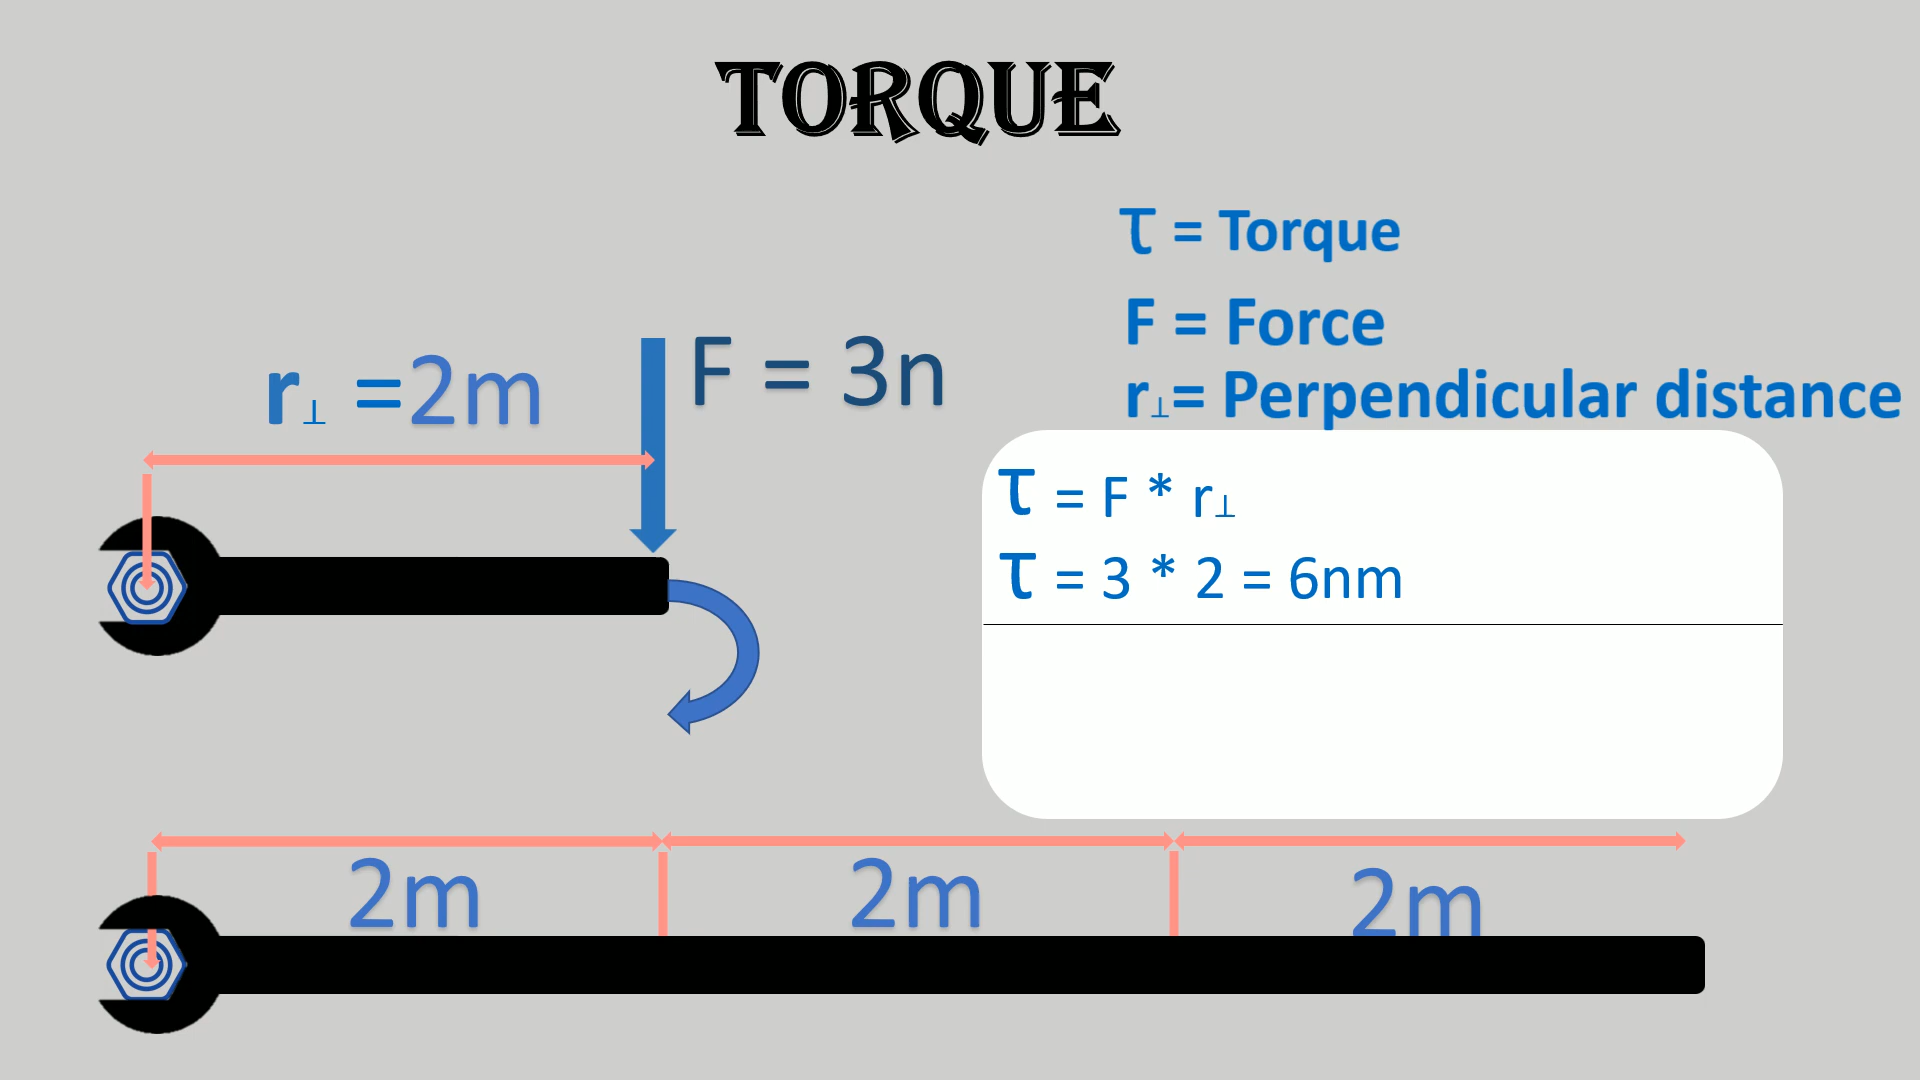 TORQUE
τ = Torque
F = Force
r⊥= Perpendicular distance
r⊥ =2m
F = 3n
τ = F * r⊥
τ = 3 * 2 = 6nm
2m 2m 2m